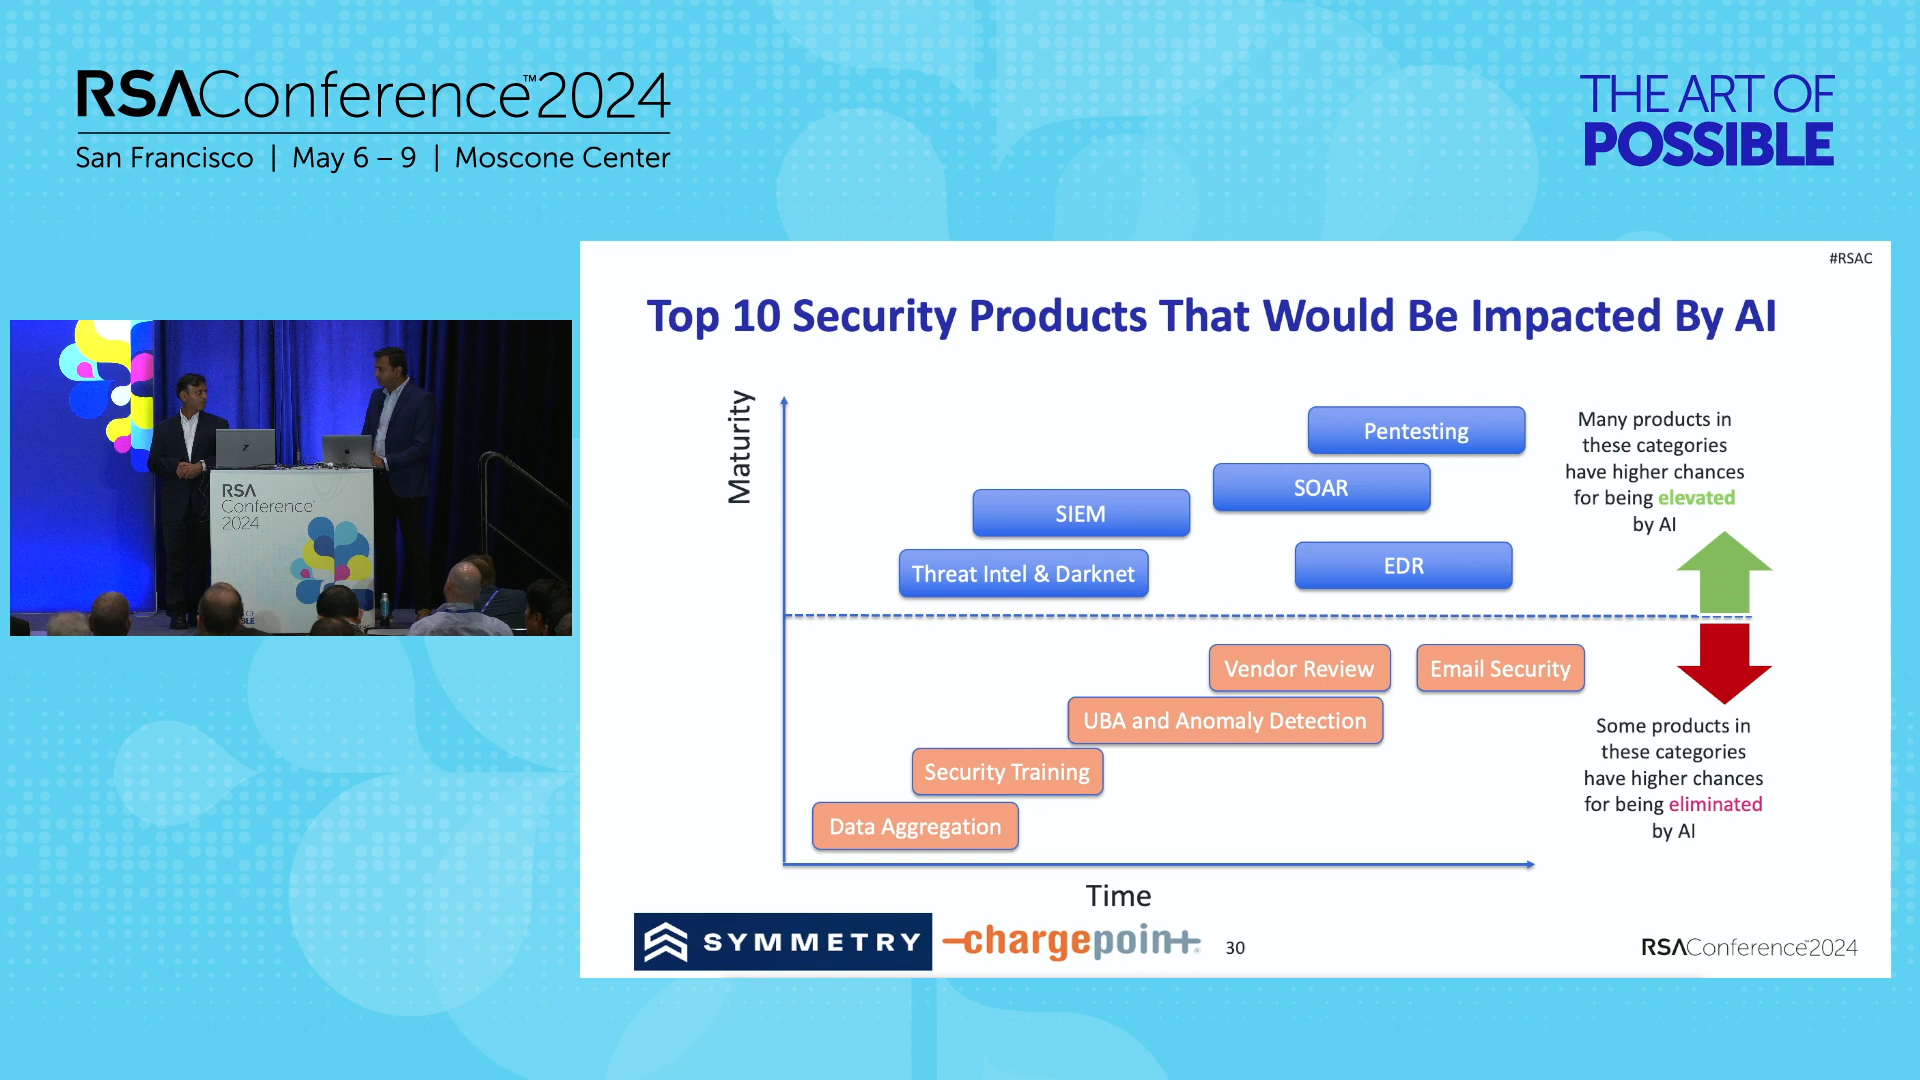 RSAConference™2024
San Francisco | May 6 – 9 | Moscone Center
THE ART OF
POSSIBLE
RSA
Conference
2024
#RSAC
Top 10 Security Products That Would Be Impacted By AI
Maturity
Pentesting
SOAR
SIEM
Threat Intel & Darknet
EDR
Many products in
these categories
have higher chances
for being elevated
by AI
Vendor Review
Email Security
UBA and Anomaly Detection
Security Training
Data Aggregation
Some products in
these categories
have higher chances
for being eliminated
by AI
Time
SYMMETRY
chargepoin+
30
RSAConference™2024